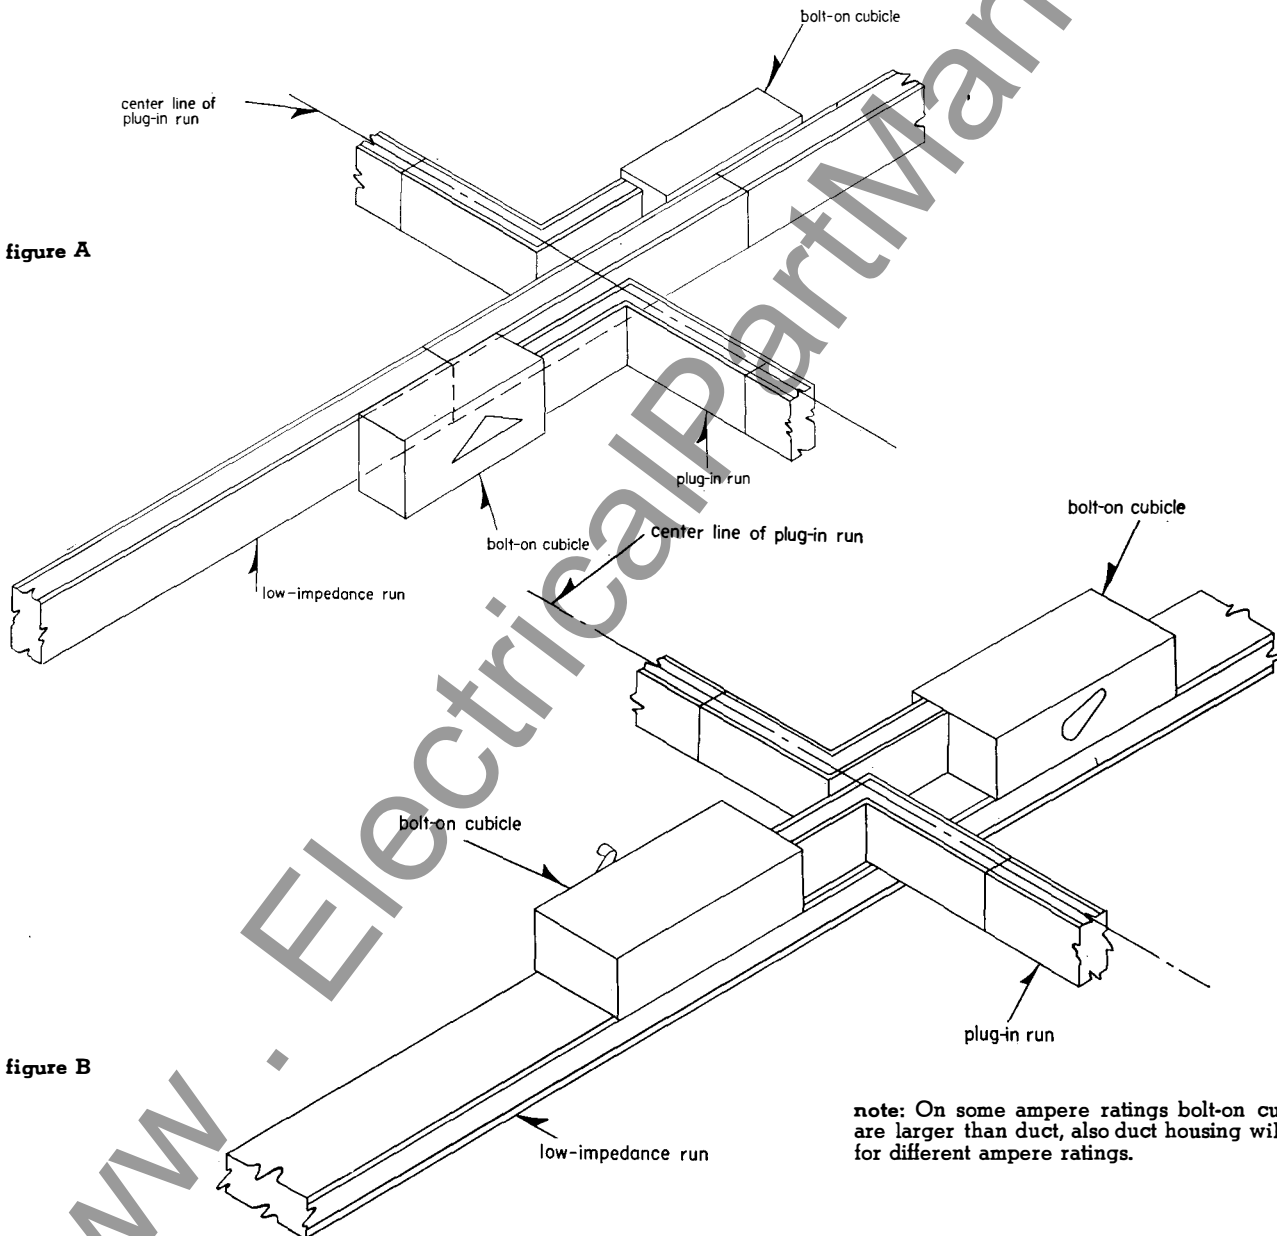 bolt-on cubicle
center line of
plug-in run
figure A
plug-in run
bolt-on cubicle
low-impedance run
center line of plug-in run
bolt-on cubicle
bolt-on cubicle
plug-in run
figure B
low-impedance run
note: On some ampere ratings bolt-on
are larger than duct, also duct housing
for different ampere ratings.
www . ElectricalPartMan